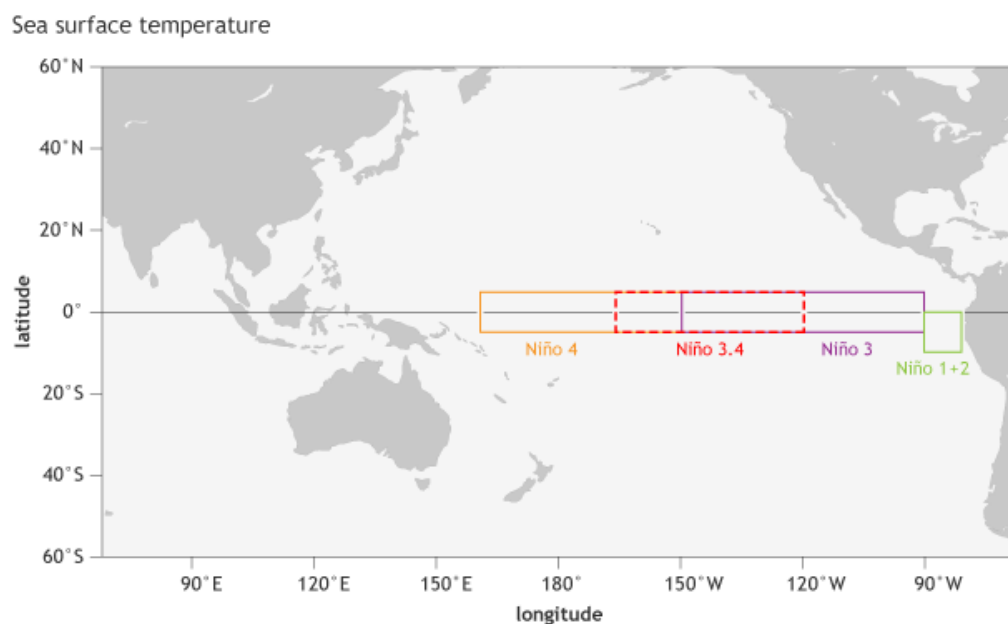 Sea surface temperature
60˚N
40˚N
20˚N
0˚
20˚S
40˚S
60˚S
latitude
Niño 4
Niño 3.4
Niño 3
Niño 1+2
90˚E
120˚E
150˚E
180˚
150˚W
120˚W
90˚W
longitude